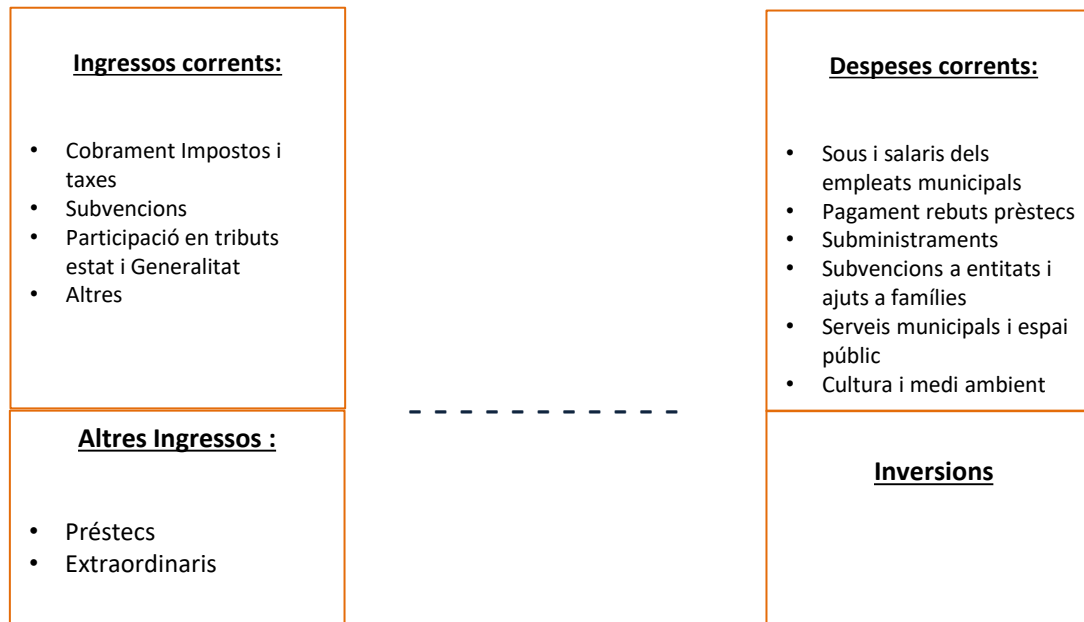 Ingressos corrents:
• Cobrament Impostos i
taxes
• Subvencions
• Participació en tributs
estat i Generalitat
• Altres
Altres Ingressos :
• Préstecs
• Extraordinaris
Despeses corrents:
• Sous i salaris dels
empleats municipals
• Pagament rebuts prèstecs
• Subministraments
• Subvencions a entitats i
ajuts a famílies
• Serveis municipals i espai
públic
• Cultura i medi ambient
Inversions